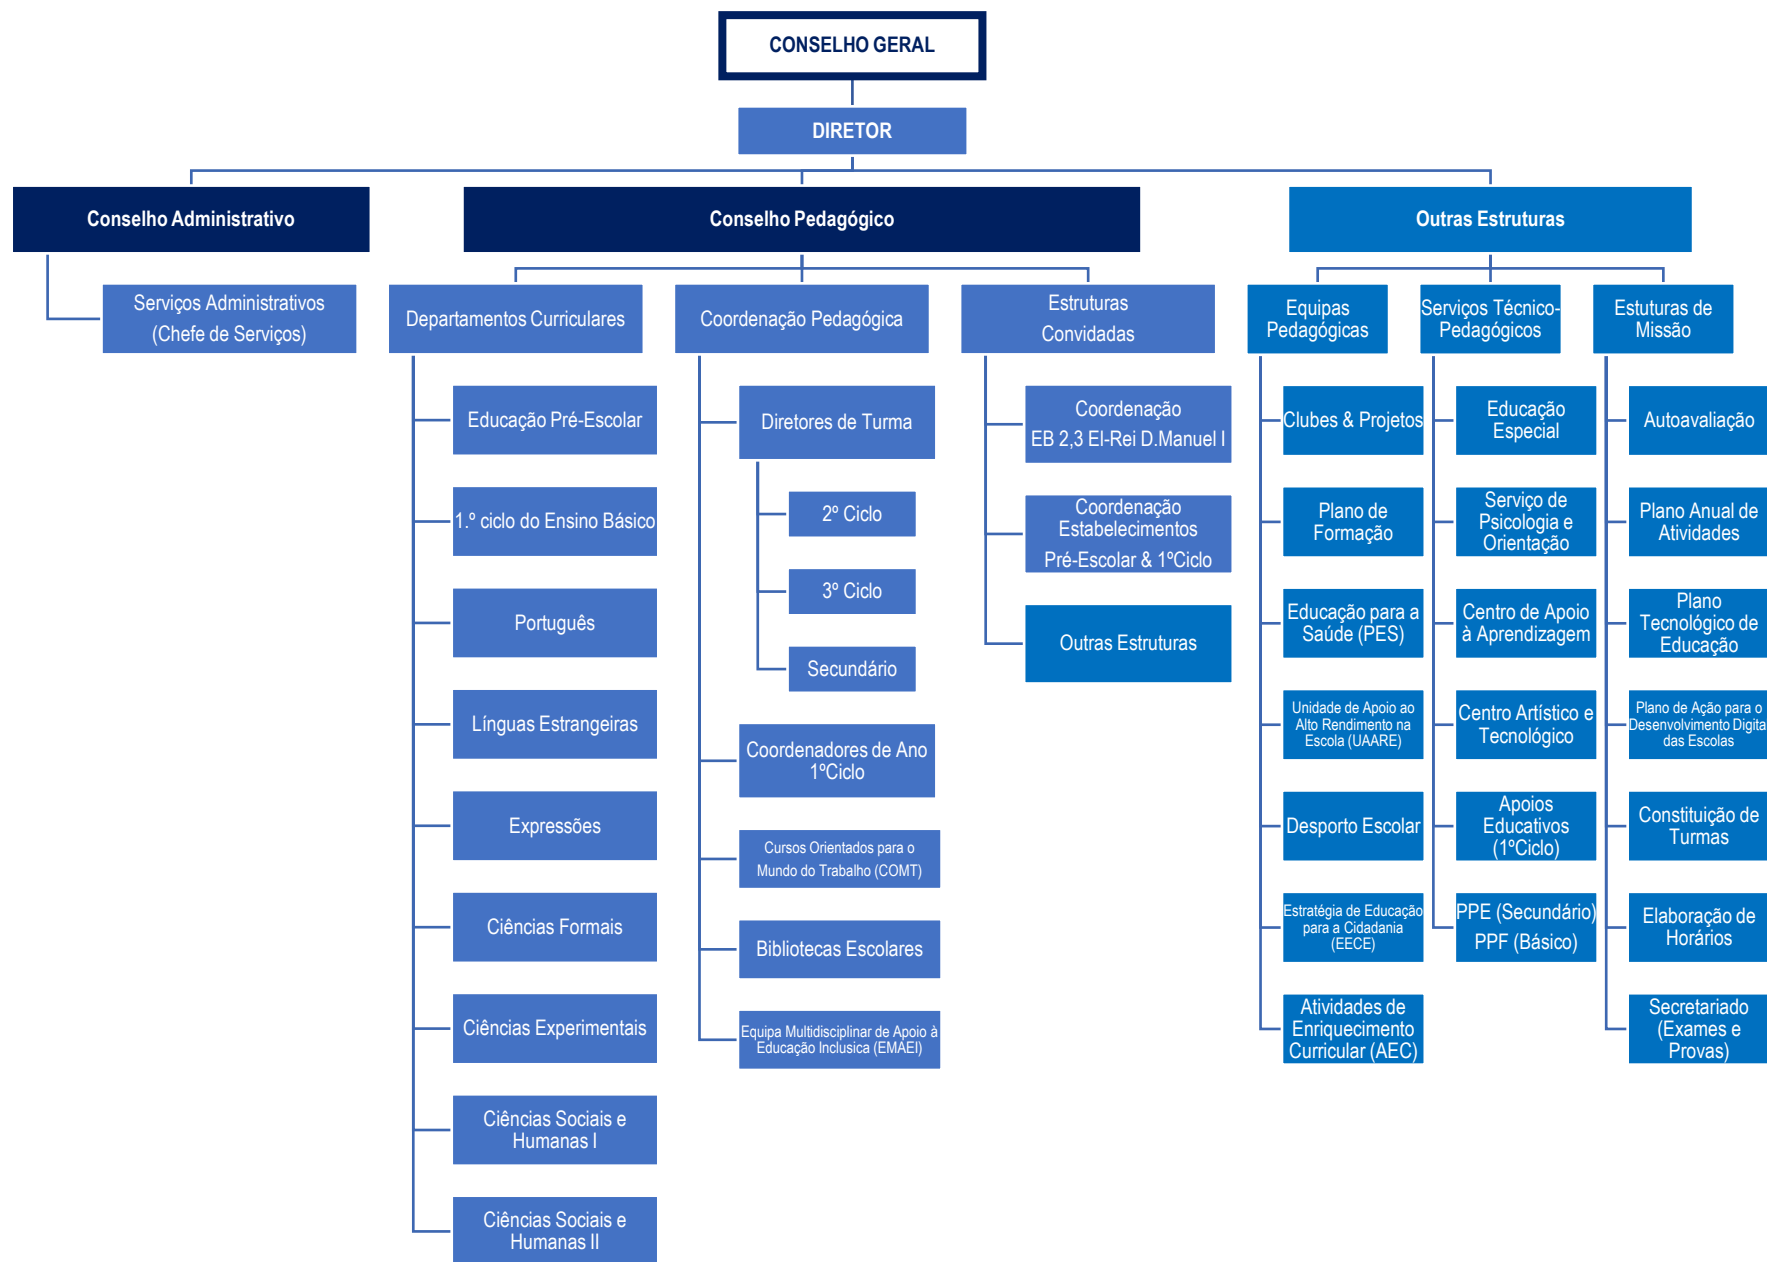 CONSELHO GERAL
DIRETOR
Conselho Administrativo
Serviços Administrativos
(Chefe de Serviços)
Conselho Pedagógico
Departamentos Curriculares
Educação Pré-Escolar
1.º ciclo do Ensino Básico
Português
Línguas Estrangeiras
Expressões
Ciências Formais
Ciências Experimentais
Ciências Sociais e
Humanas I
Ciências Sociais e
Humanas II
Coordenação Pedagógica
Diretores de Turma
2º Ciclo
3º Ciclo
Secundário
Coordenadores de Ano
1ºCiclo
Cursos Orientados para o
Mundo do Trabalho (COMT)
Bibliotecas Escolares
Equipa Multidisciplinar de Apoio à
Educação Inclusica (EMAEI)
Estruturas
Convidadas
Coordenação
EB 2,3 El-Rei D.Manuel I
Coordenação
Estabelecimentos
Pré-Escolar & 1ºCiclo
Outras Estruturas
Outras Estruturas
Equipas
Pedagógicas
Clubes & Projetos
Plano de
Formação
Educação para a
Saúde (PES)
Unidade de Apoio ao
Alto Rendimento na
Escola (UAARE)
Desporto Escolar
Estratégia de Educação
para a Cidadania
(EECE)
Atividades de
Enriquecimento
Curricular (AEC)
Serviços Técnico-
Pedagógicos
Educação
Especial
Serviço de
Psicologia e
Orientação
Centro de Apoio
à Aprendizagem
Centro Artístico e
Tecnológico
Apoios
Educativos
(1ºCiclo)
PPE (Secundário)
PPF (Básico)
Estuturas de
Missão
Autoavaliação
Plano Anual de
Atividades
Plano
Tecnológico de
Educação
Plano de Ação para o
Desenvolvimento Digita
das Escolas
Constituição de
Turmas
Elaboração de
Horários
Secretariado
(Exames e
Provas)